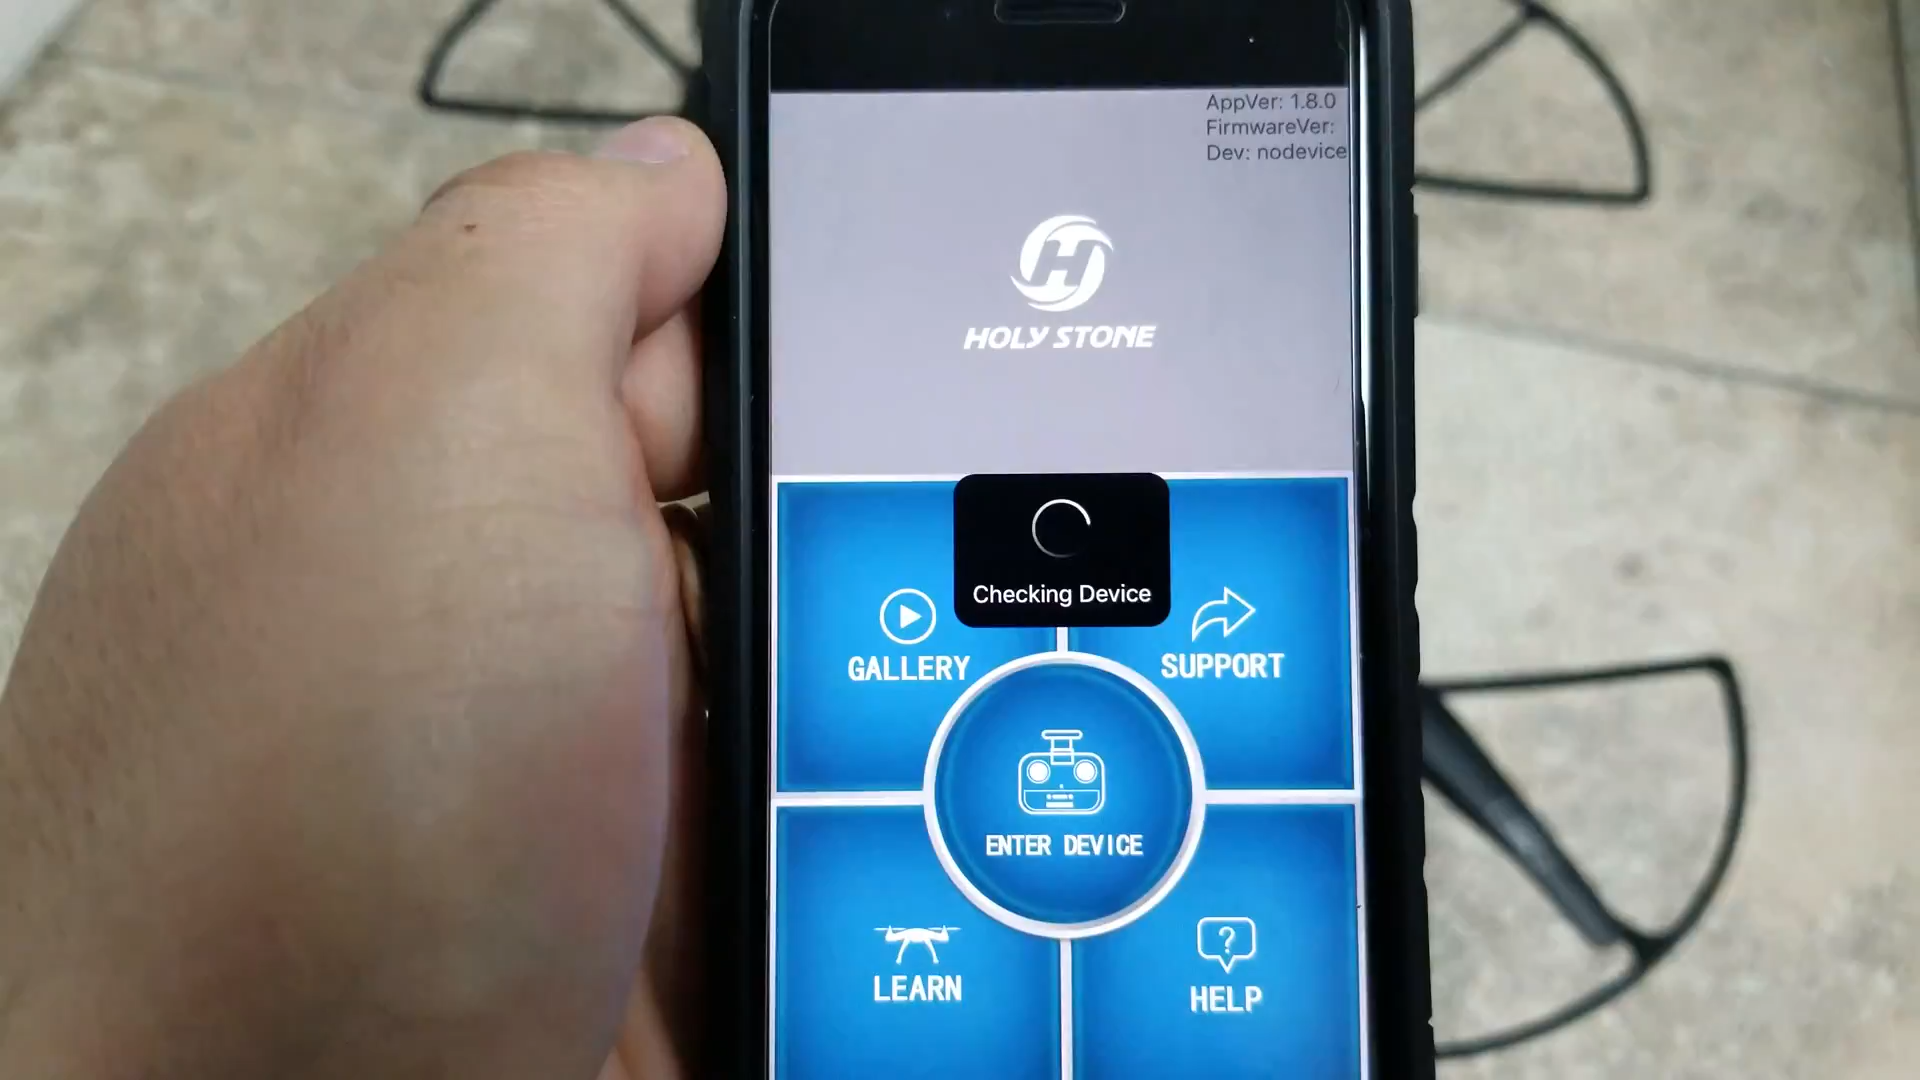 AppVer: 1.8.0
FirmwareVer:
Dev: nodevice
HOLY STONE
Checking Device
GALLERY
SUPPORT
ENTER DEVICE
LEARN
HELP